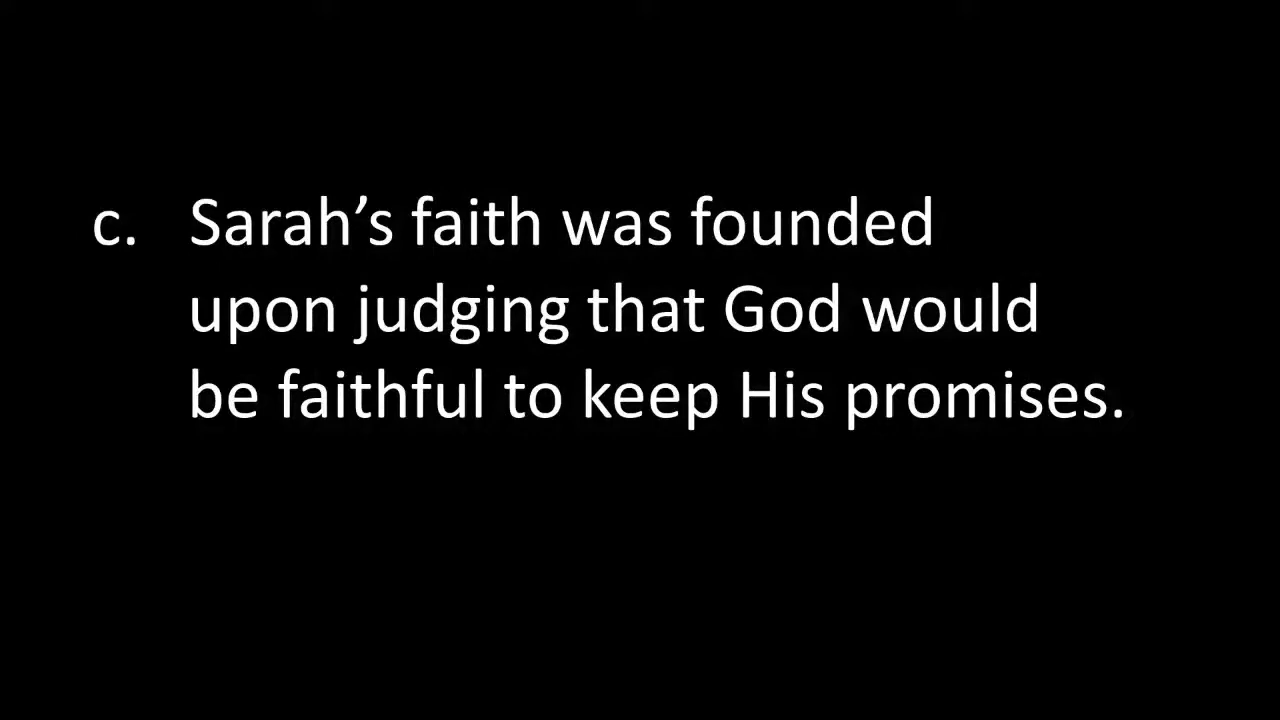 c. Sarah’s faith was founded
upon judging that God would
be faithful to keep His promises.